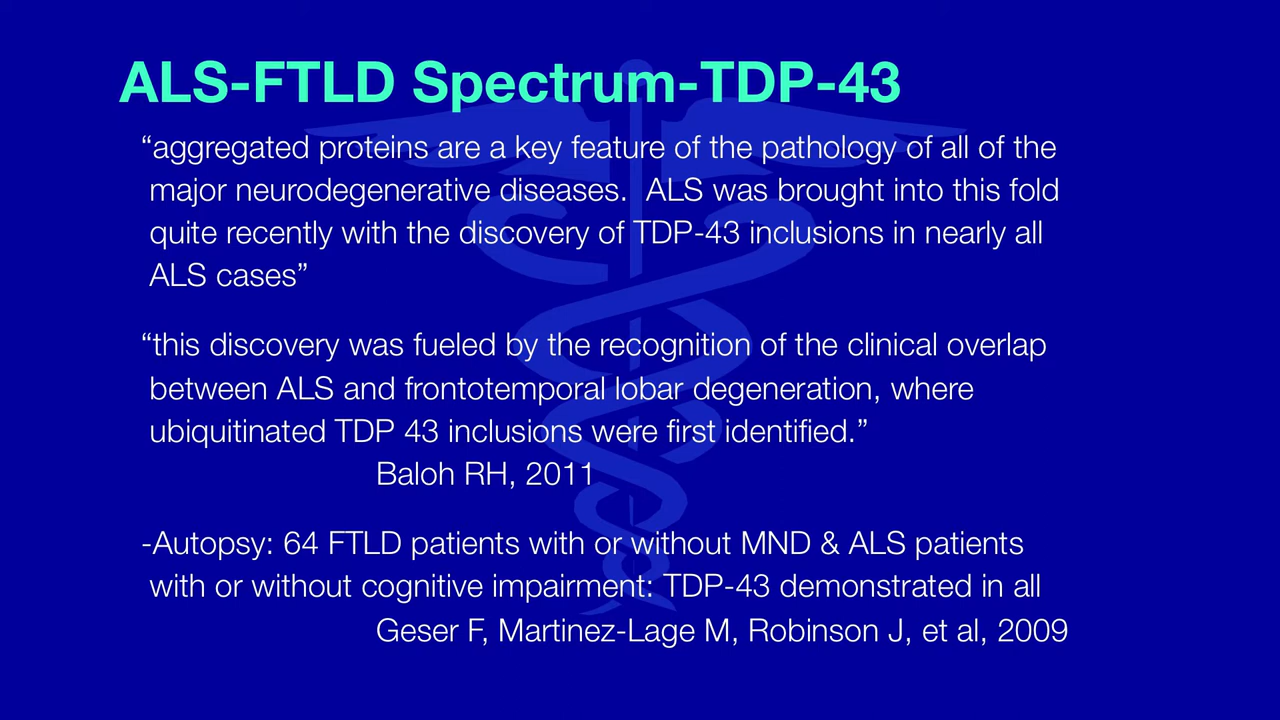 ALS-FTLD Spectrum-TDP-43
“aggregated proteins are a key feature of the pathology of all of the
major neurodegenerative diseases.  ALS was brought into this fold
quite recently with the discovery of TDP-43 inclusions in nearly all
ALS cases”
“this discovery was fueled by the recognition of the clinical overlap
between ALS and frontotemporal lobar degeneration, where
ubiquitinated TDP 43 inclusions were first identified.”
Baloh RH, 2011
-Autopsy: 64 FTLD patients with or without MND & ALS patients
with or without cognitive impairment: TDP-43 demonstrated in all
Geser F, Martinez-Lage M, Robinson J, et al, 2009